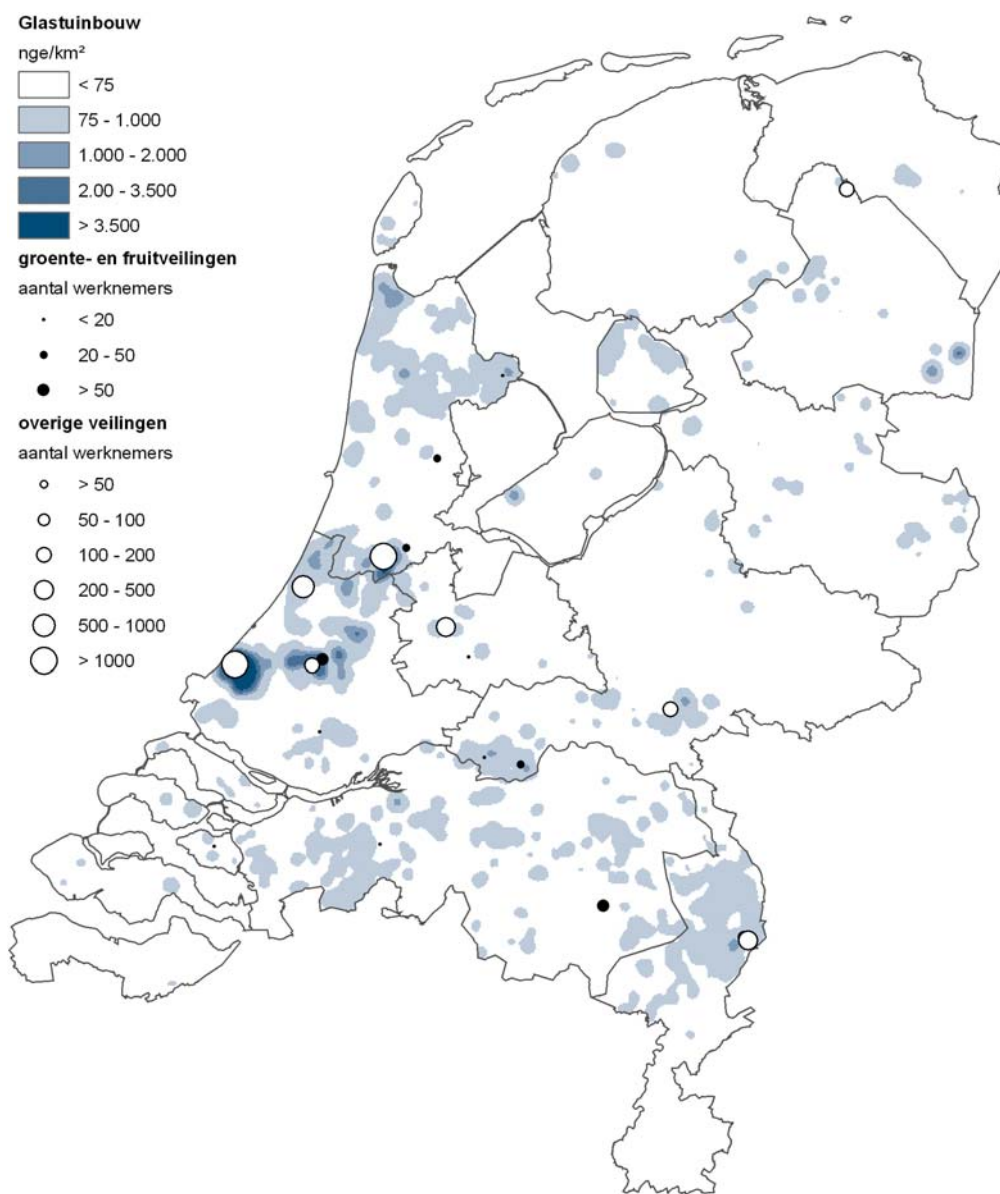 Glastuinbouw
nge/km²
< 75
75 - 1.000
1.000 - 2.000
2.00 - 3.500
> 3.500
groente- en fruitveilingen
aantal werknemers
< 20
20 - 50
> 50
overige veilingen
aantal werknemers
> 50
50 - 100
100 - 200
200 - 500
500 - 1000
> 1000